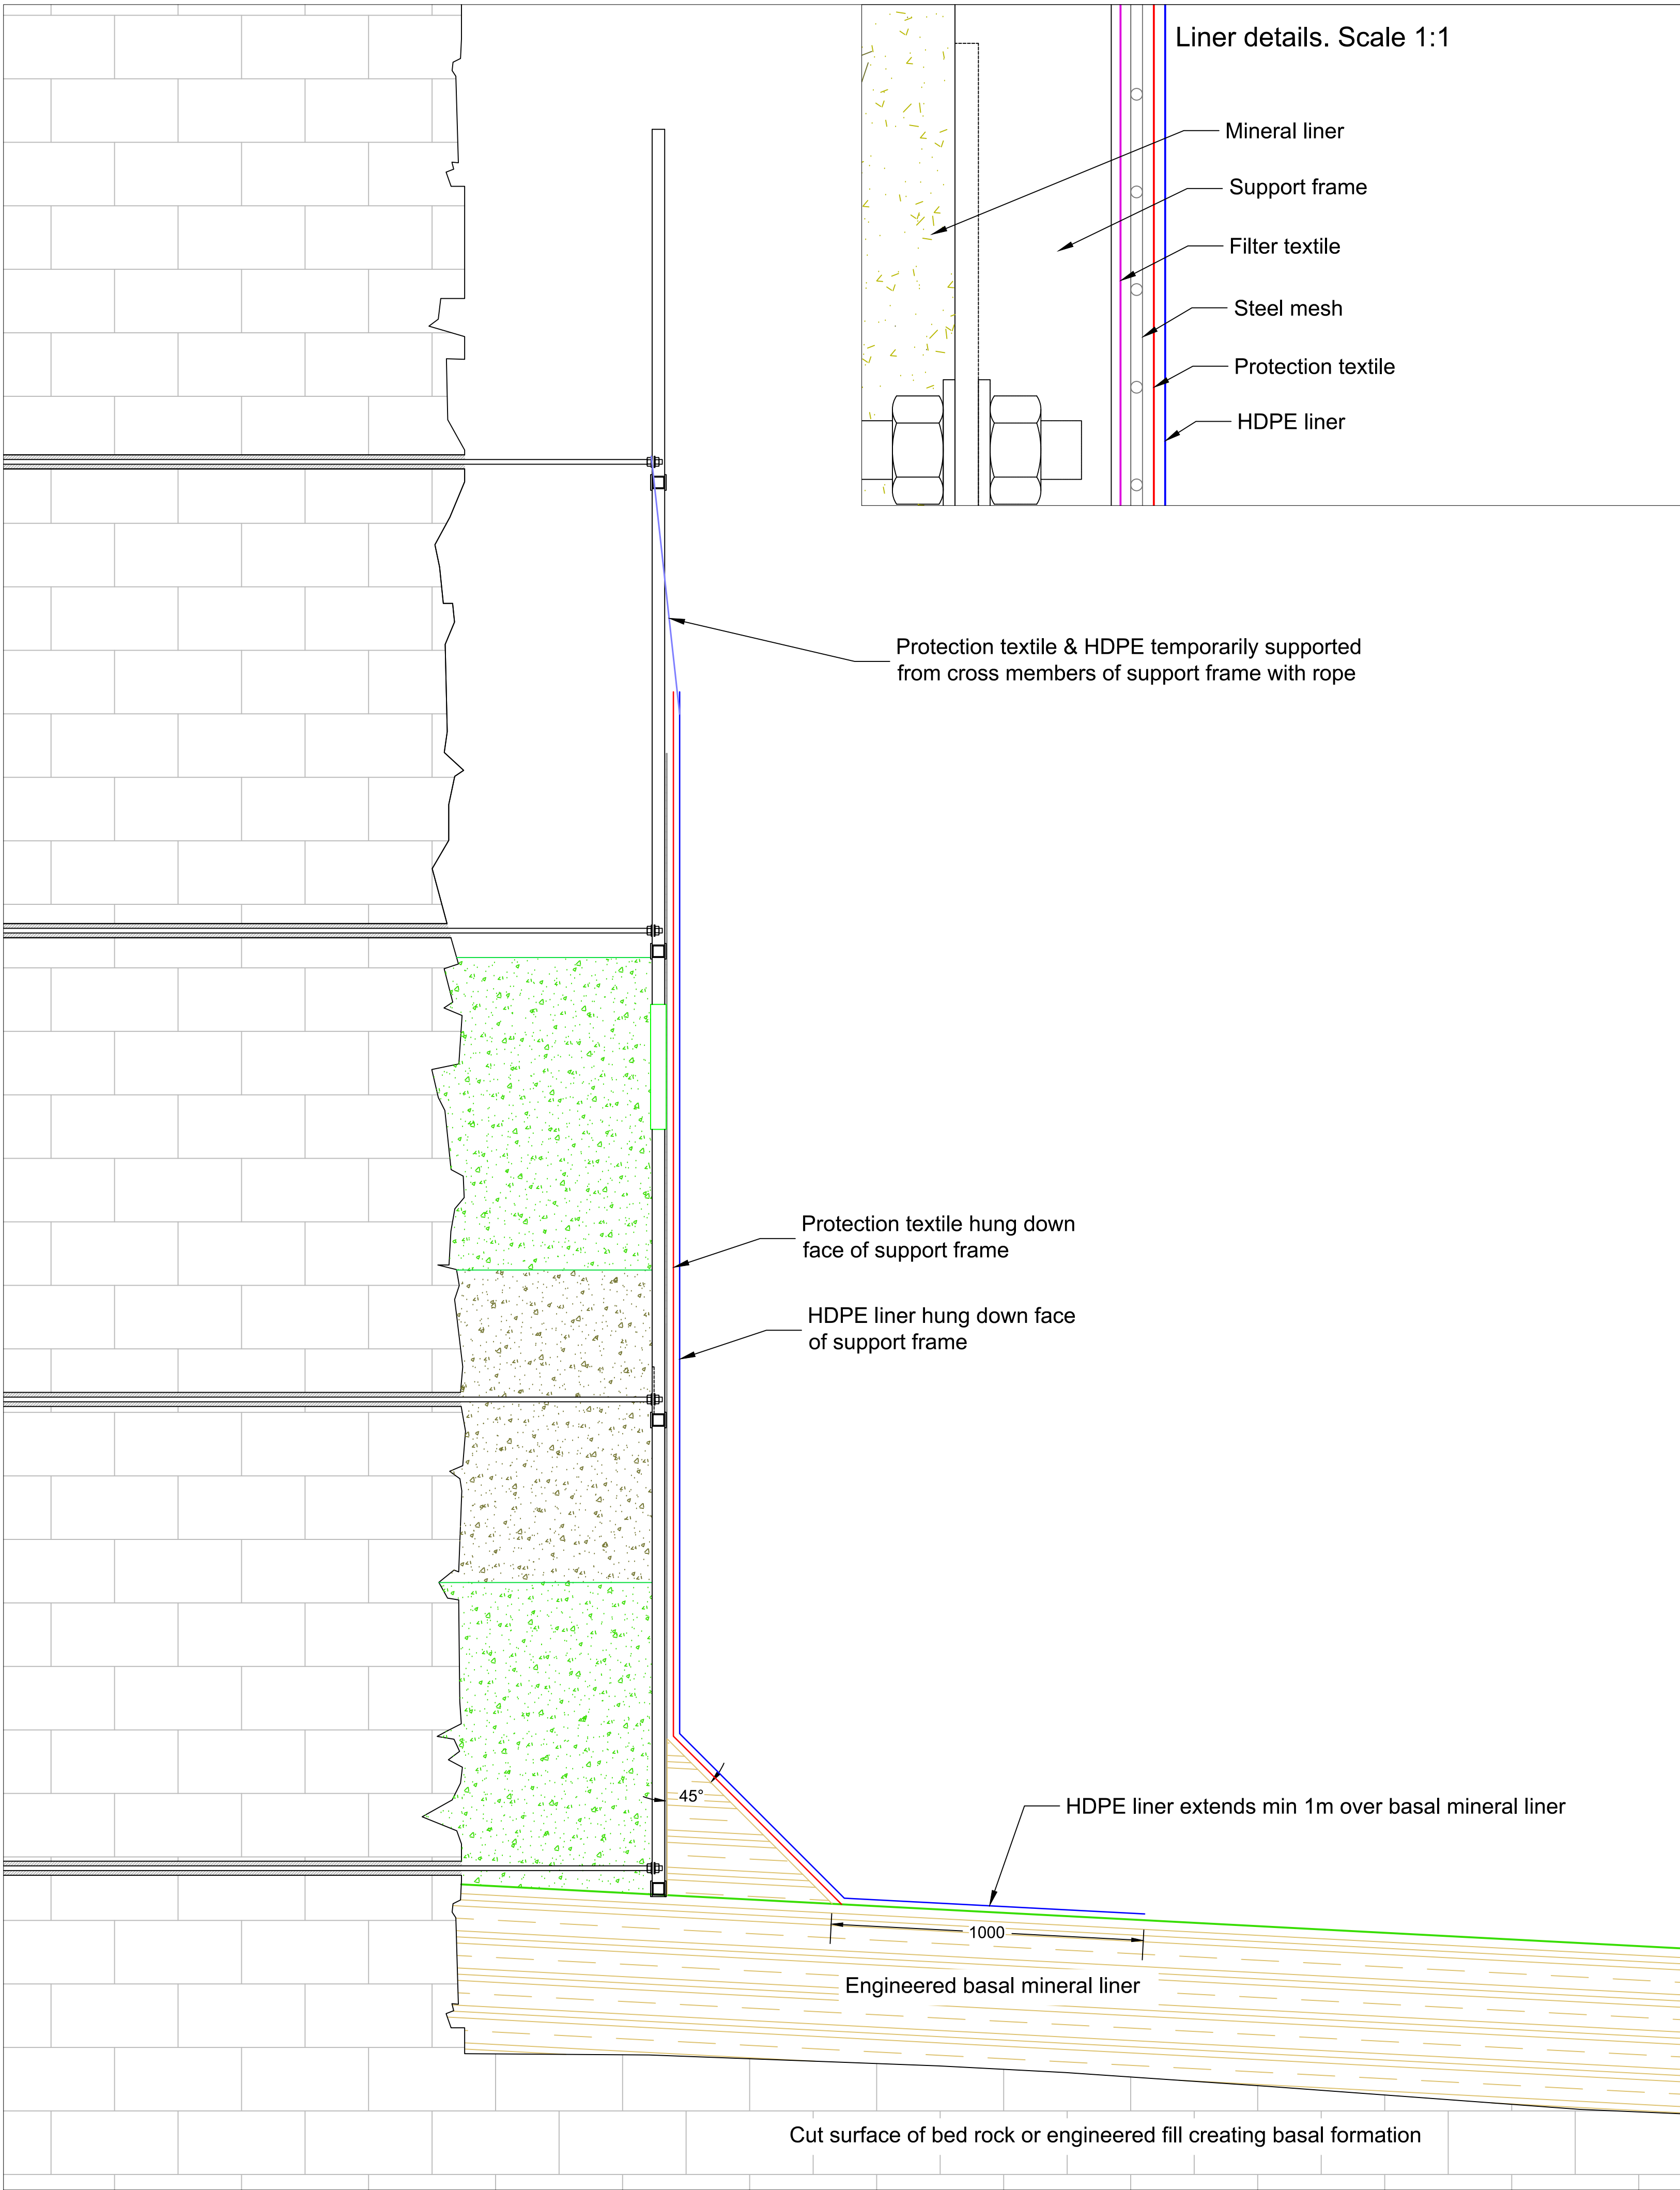 Liner details. Scale 1:1
Mineral liner
Support frame
Filter textile
Steel mesh
Protection textile
HDPE liner
Protection textile & HDPE temporarily supported
from cross members of support frame with rope
Protection textile hung down
face of support frame
HDPE liner hung down face
of support frame
45°
HDPE liner extends min 1m over basal mineral liner
1000
Engineered basal mineral liner
Cut surface of bed rock or engineered fill creating basal formation